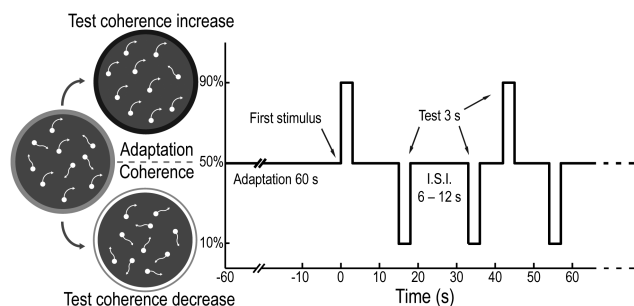 Test coherence increase
90%
First stimulus
Test 3 s
Adaptation
50%
Coherence
Adaptation 60 s
I.S.I.
6 – 12 s
10%
-60
-10
0
10
20
30
40
50
60
Test coherence decrease
Time (s)